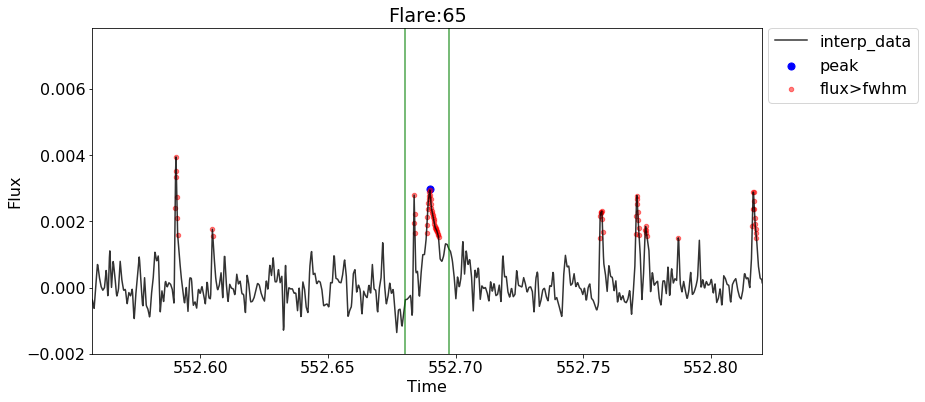 Flare:65
interp_data
peak
flux>fwhm
0.006
0.004
0.002
0.000
−0.002
Flux
552.60
552.65
552.70
552.75
552.80
Time